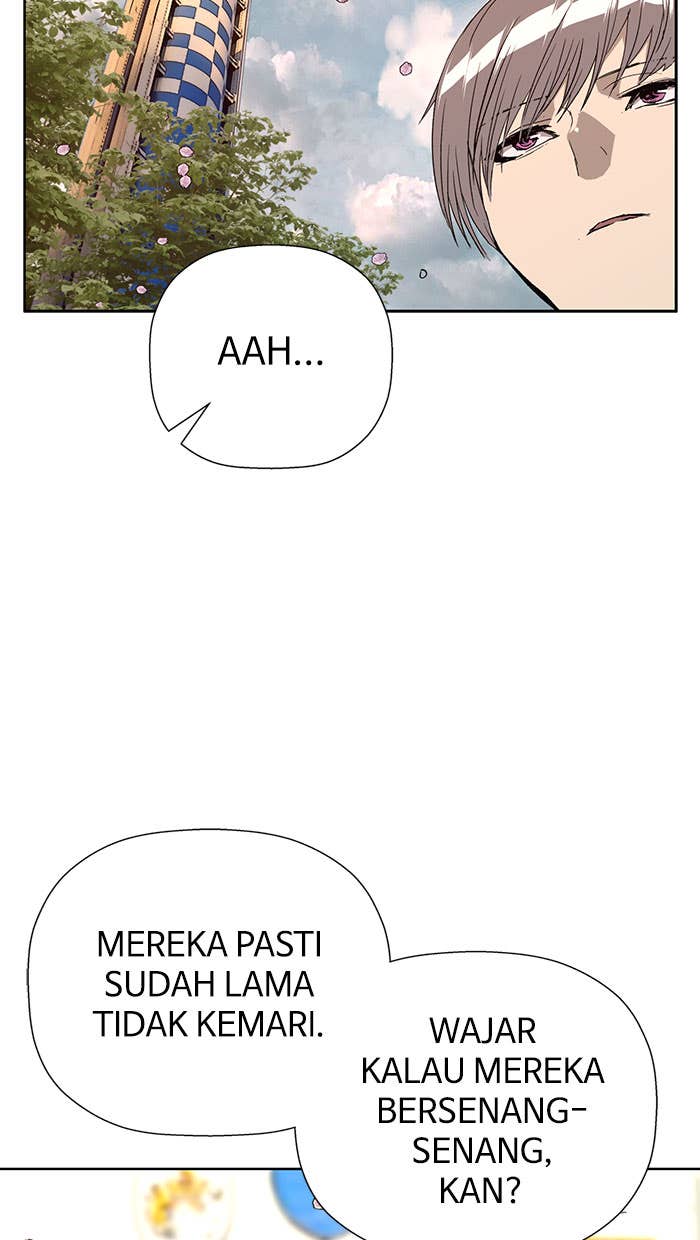 AAH...
MEREKA PASTI
SUDAH LAMA
TIDAK KEMARI.
WAJAR
KALAU MEREKA
BERSENANG-
SENANG,
KAN?